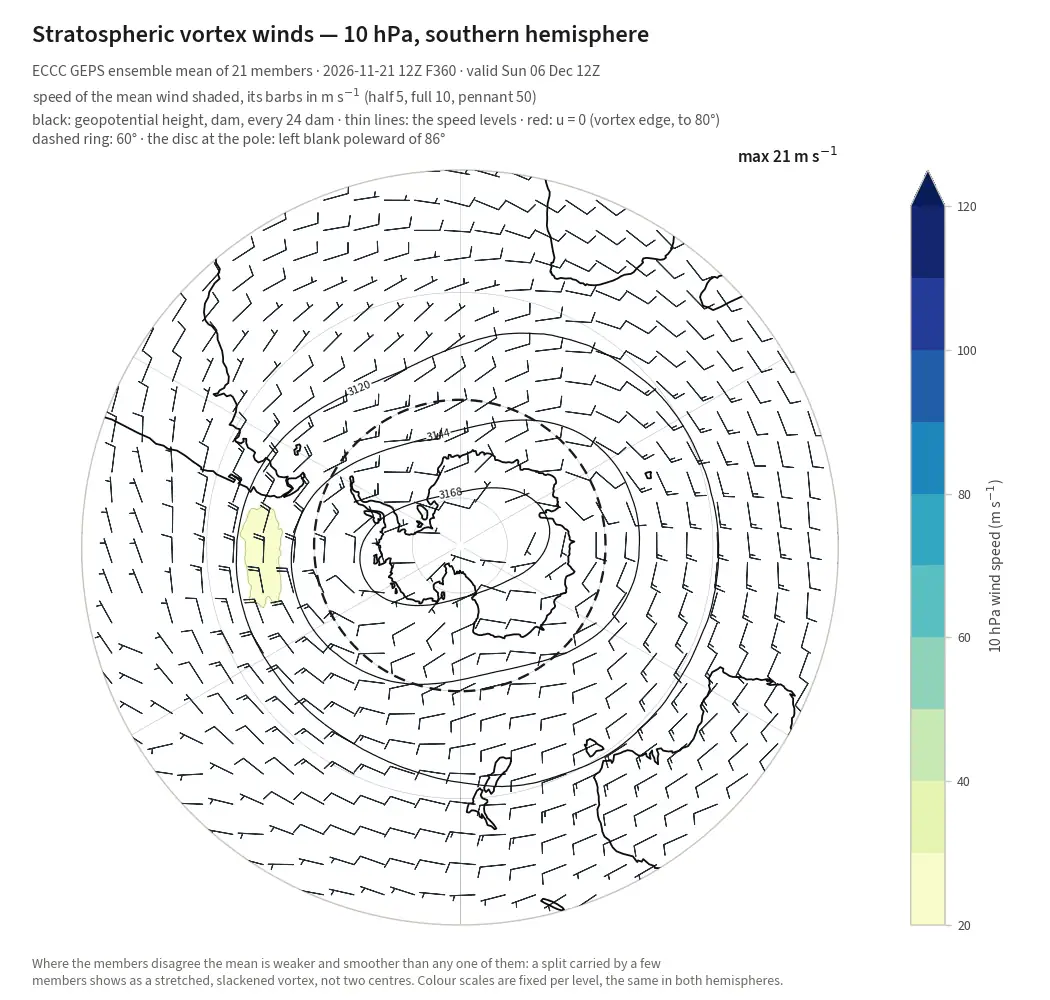 Stratospheric vortex winds — 10 hPa, southern hemisphere
ECCC GEPS ensemble mean of 21 members · 2026-11-21 12Z F360 · valid Sun 06 Dec 12Z
speed of the mean wind shaded, its barbs in m s⁻¹ (half 5, full 10, pennant 50)
black: geopotential height, dam, every 24 dam · thin lines: the speed levels · red: u = 0 (vortex edge, to 80°)
dashed ring: 60° · the disc at the pole: left blank poleward of 86°
max 21 m s⁻¹
120
100
80
60
40
20
10 hPa wind speed (m s⁻¹)
3120
3144
3168
Where the members disagree the mean is weaker and smoother than any one of them: a split carried by a few
members shows as a stretched, slackened vortex, not two centres. Colour scales are fixed per level, the same in both hemispheres.